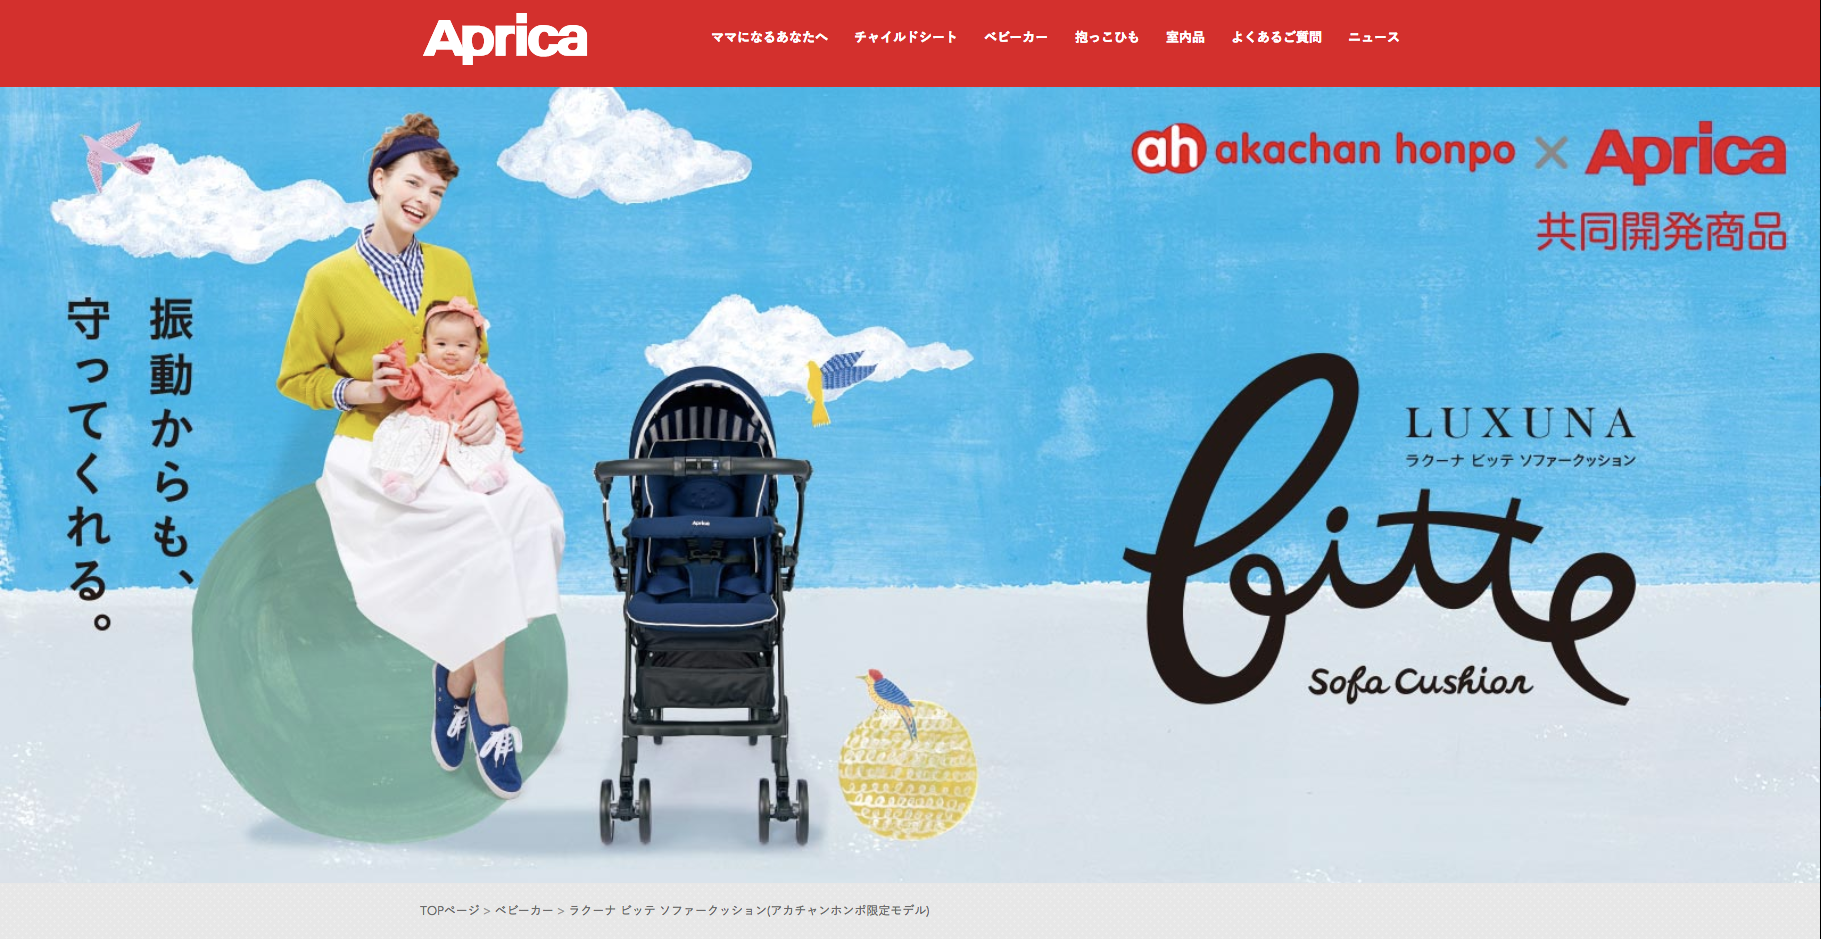 Aprica
ママになるあなたへ チャイルドシート ベビーカー 抱っこひも 室内品 よくあるご質問 ニュース
ah akachan honpo × Aprica
共同開発商品
振動からも、
守ってくれる。
LUXUNA
ラクーナ ビッテ ソファークッション
bitte
Sofa Cushion
Aprica
TOPページ > ベビーカー > ラクーナ ビッテ ソファークッション(アカチャンホンポ限定モデル)